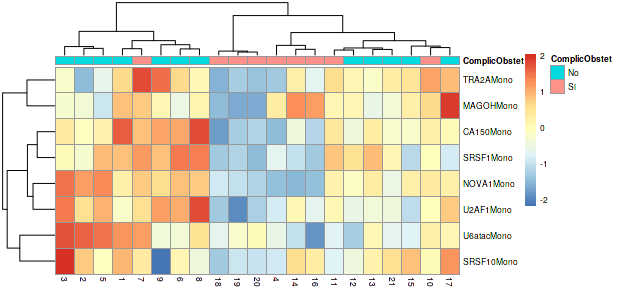 ComplicObstet
ComplicObstet
No
SI
TRA2AMono
MAGOHMono
CA150Mono
SRSF1Mono
NOVA1Mono
U2AF1Mono
U6atacMono
SRSF10Mono
2
1
0
-1
-2
3 2 5 1 7 9 6 8 18 19 20 4 14 16 11 12 13 21 15 10 17